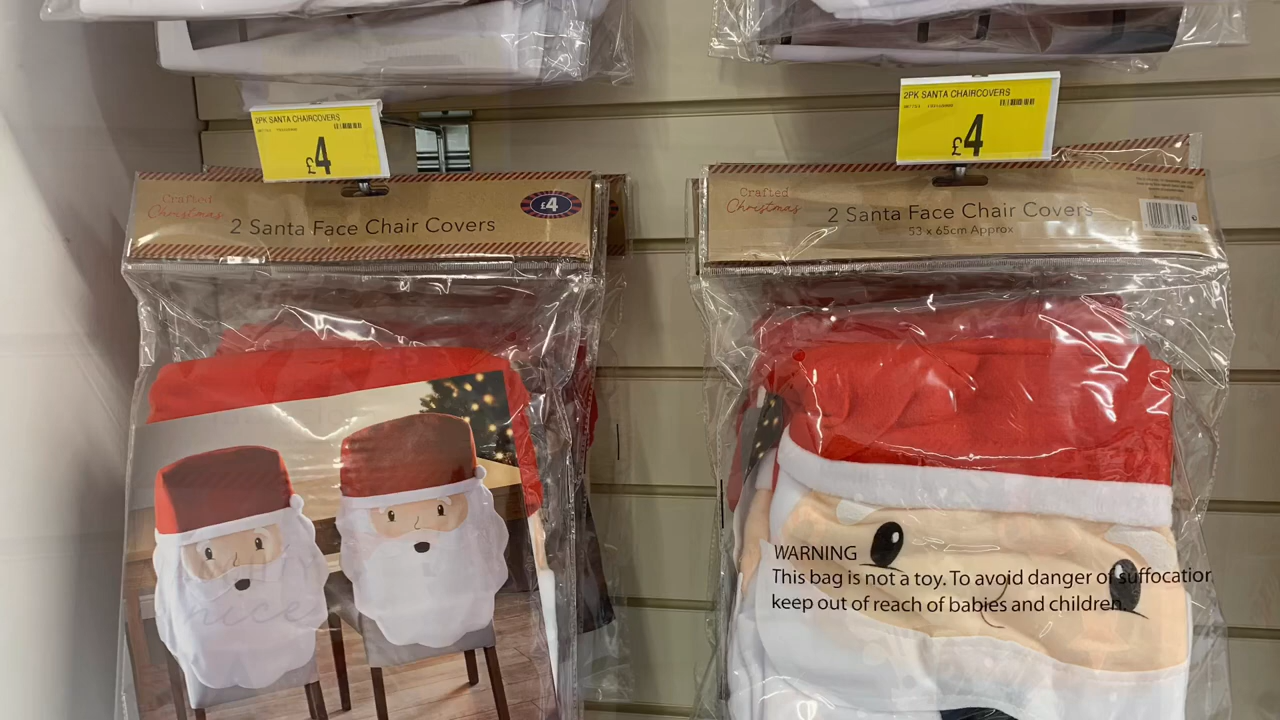 2PK SANTA CHAIRCOVERS
£4
2PK SANTA CHAIRCOVERS
£4
Crafted
Christmas
2 Santa Face Chair Covers
£4
Crafted
Christmas
2 Santa Face Chair Covers
53 x 65cm Approx
nice
WARNING
This bag is not a toy. To avoid danger of suffocation
keep out of reach of babies and children.